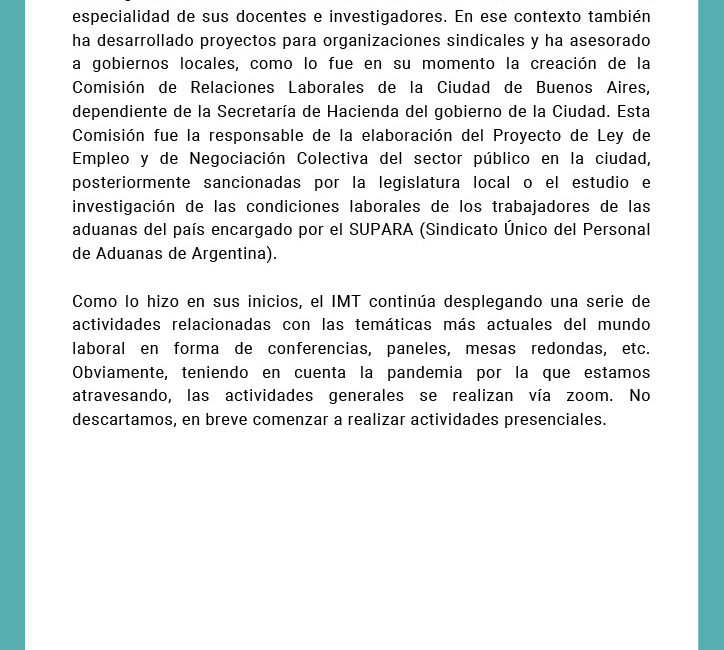 especialidad de sus docentes e investigadores. En ese contexto también
ha desarrollado proyectos para organizaciones sindicales y ha asesorado
a gobiernos locales, como lo fue en su momento la creación de la
Comisión de Relaciones Laborales de la Ciudad de Buenos Aires,
dependiente de la Secretaría de Hacienda del gobierno de la Ciudad. Esta
Comisión fue la responsable de la elaboración del Proyecto de Ley de
Empleo y de Negociación Colectiva del sector público en la ciudad,
posteriormente sancionadas por la legislatura local o el estudio e
investigación de las condiciones laborales de los trabajadores de las
aduanas del país encargado por el SUPARA (Sindicato Único del Personal
de Aduanas de Argentina).
Como lo hizo en sus inicios, el IMT continúa desplegando una serie de
actividades relacionadas con las temáticas más actuales del mundo
laboral en forma de conferencias, paneles, mesas redondas, etc.
Obviamente, teniendo en cuenta la pandemia por la que estamos
atravesando, las actividades generales se realizan vía zoom. No
descartamos, en breve comenzar a realizar actividades presenciales.